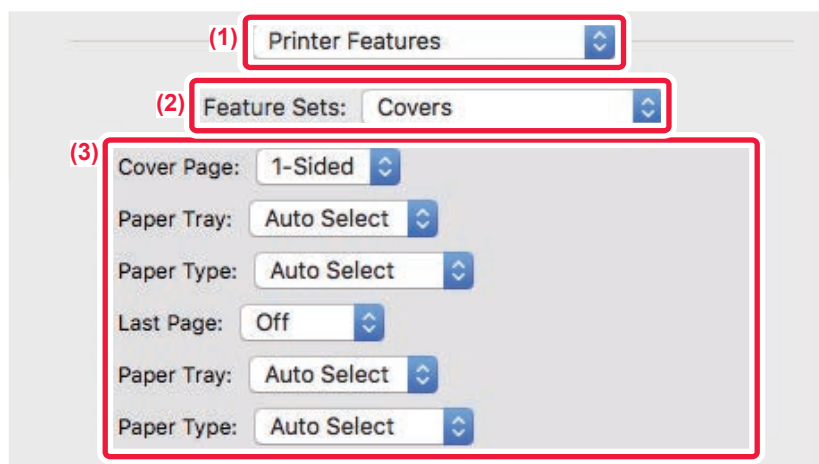 (1) Printer Features
(2) Feature Sets: Covers
(3)
Cover Page: 1-Sided
Paper Tray: Auto Select
Paper Type: Auto Select
Last Page: Off
Paper Tray: Auto Select
Paper Type: Auto Select